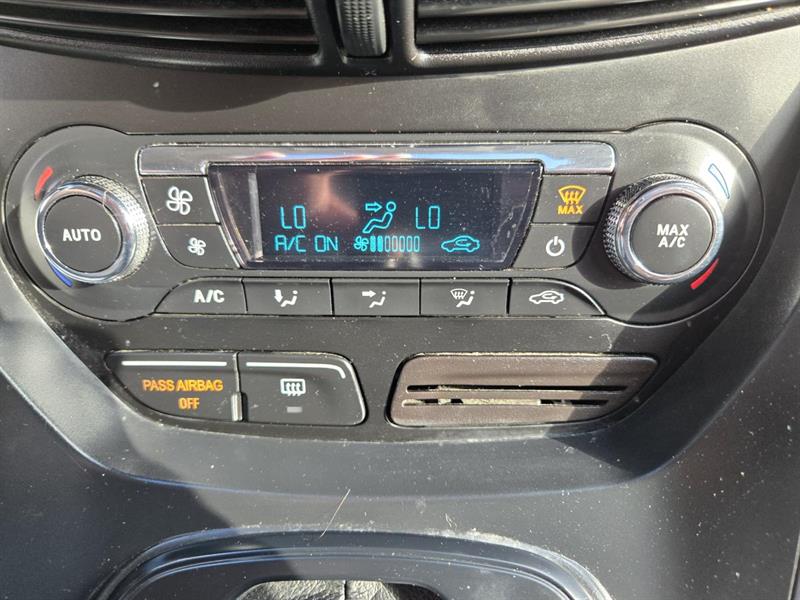 LO LO
A/C ON
MAX
AUTO
MAX
A/C
A/C
PASS AIRBAG
OFF